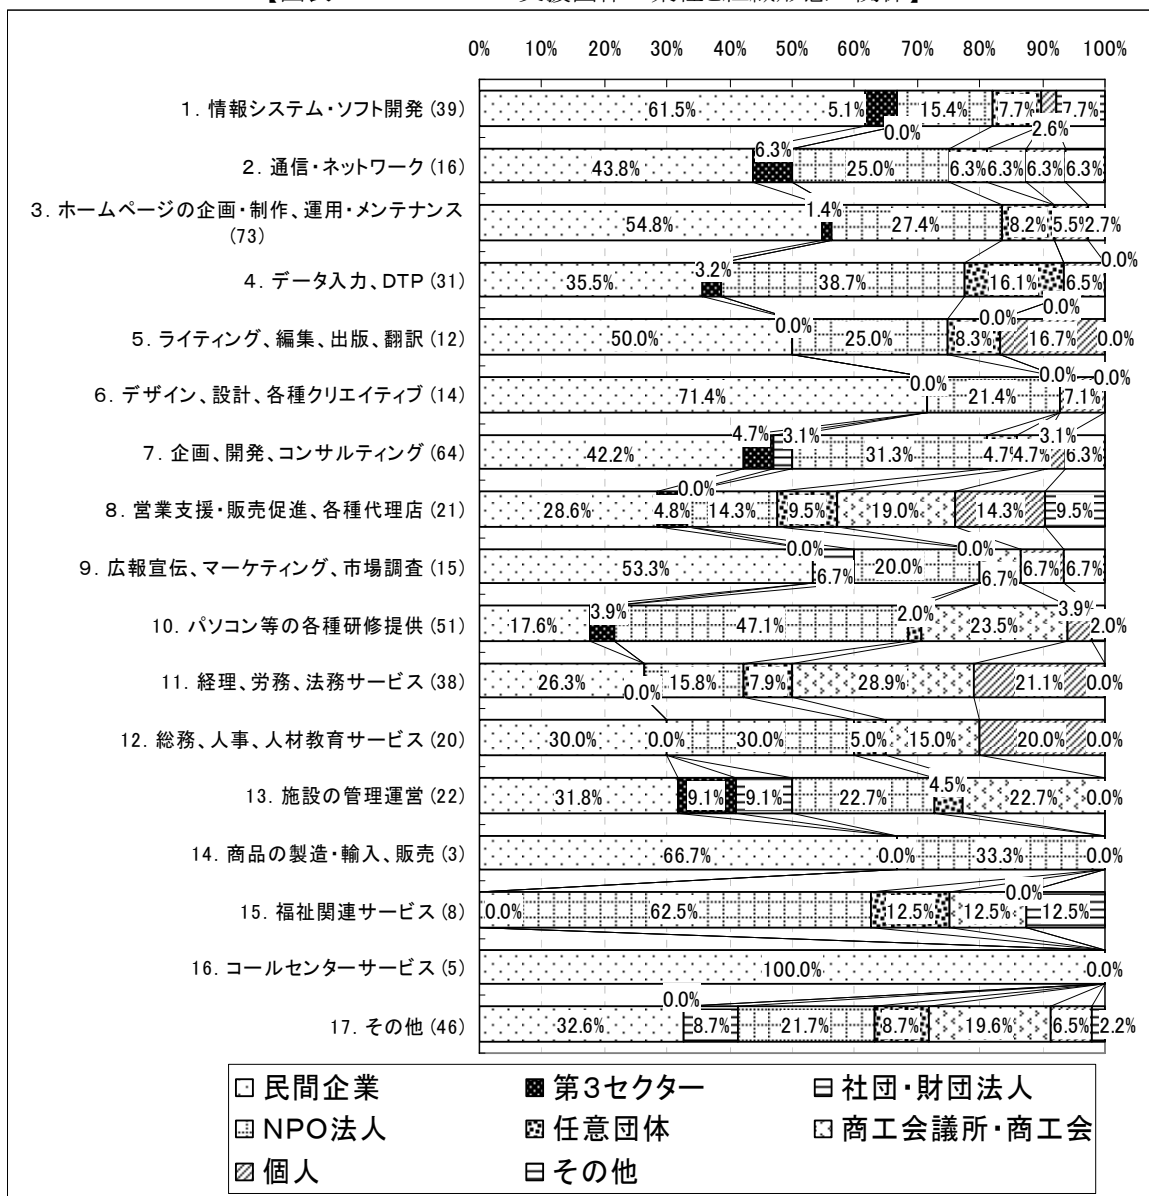 0% 10% 20% 30% 40% 50% 60% 70% 80% 90% 100%
1. 情報システム・ソフト開発 (39)
61.5% 5.1% 15.4% 7.7% 7.7%
0.0% 2.6%
6.3%
2. 通信・ネットワーク (16)
43.8% 25.0% 6.3% 6.3% 6.3% 6.3%
3. ホームページの企画・制作、運用・メンテナンス
(73)
1.4%
54.8% 27.4% 8.2% 5.5% 2.7%
0.0%
4. データ入力、DTP (31)
3.2%
35.5% 38.7% 16.1% 6.5%
0.0%
0.0% 0.0%
5. ライティング、編集、出版、翻訳 (12)
50.0% 25.0% 8.3% 16.7% 0.0%
0.0% 0.0% 0.0%
6. デザイン、設計、各種クリエイティブ (14)
71.4% 21.4% 7.1%
4.7% 3.1% 3.1%
7. 企画、開発、コンサルティング (64)
42.2% 31.3% 4.7% 4.7% 6.3%
0.0%
8. 営業支援・販売促進、各種代理店 (21)
28.6% 4.8% 14.3% 9.5% 19.0% 14.3% 9.5%
0.0% 0.0%
9. 広報宣伝、マーケティング、市場調査 (15)
53.3% 6.7% 20.0% 6.7% 6.7% 6.7%
3.9% 2.0% 3.9%
10. パソコン等の各種研修提供 (51)
17.6% 47.1% 23.5% 2.0%
11. 経理、労務、法務サービス (38)
26.3% 0.0% 15.8% 7.9% 28.9% 21.1% 0.0%
12. 総務、人事、人材教育サービス (20)
30.0% 0.0% 30.0% 5.0% 15.0% 20.0% 0.0%
4.5%
13. 施設の管理運営 (22)
31.8% 9.1% 9.1% 22.7% 22.7% 0.0%
14. 商品の製造・輸入、販売 (3)
66.7% 0.0% 33.3% 0.0%
0.0%
15. 福祉関連サービス (8)
0.0% 62.5% 12.5% 12.5% 12.5%
16. コールセンターサービス (5)
100.0% 0.0%
0.0%
17. その他 (46)
32.6% 8.7% 21.7% 8.7% 19.6% 6.5% 2.2%
民間企業 第3セクター 社団・財団法人
NPO法人 任意団体 商工会議所・商工会
個人 その他